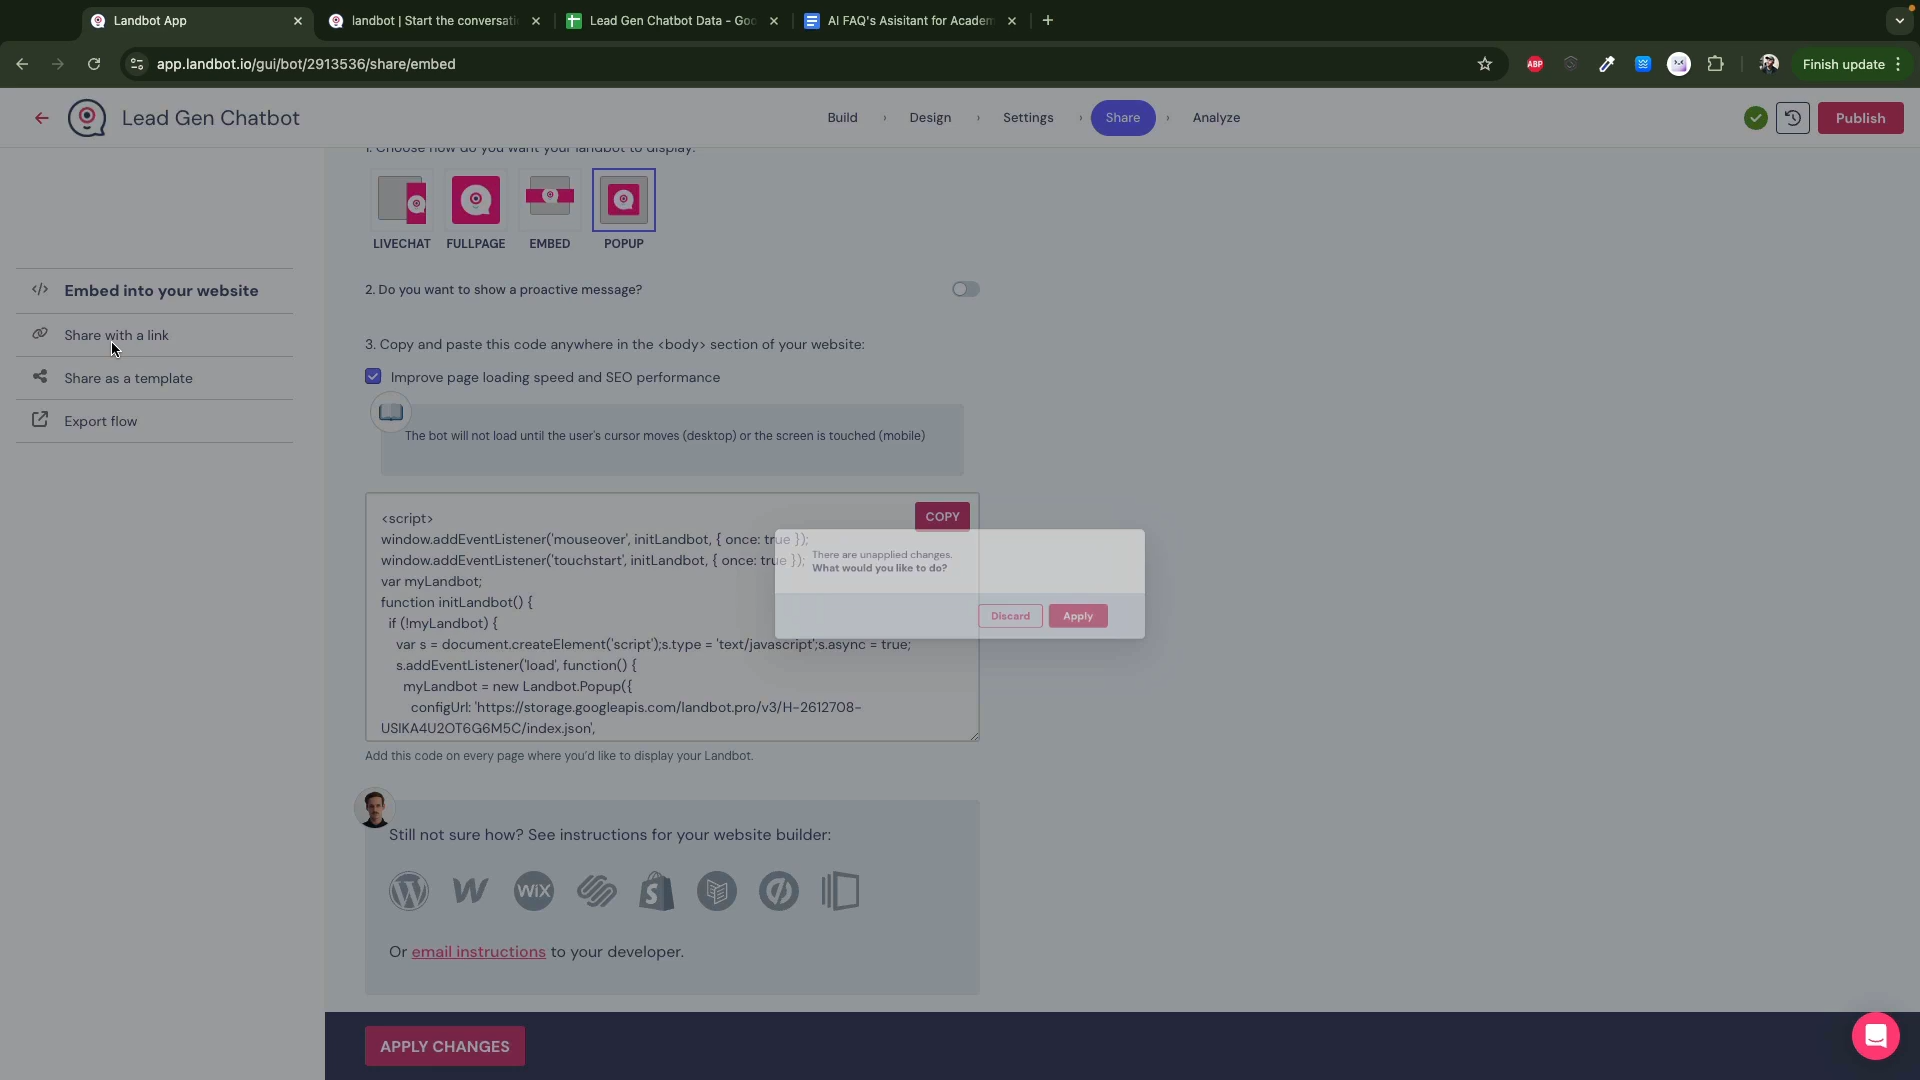 Landbot App
landbot | Start the conversati
Lead Gen Chatbot Data - Goo
AI FAQ's Asisitant for Academ
app.landbot.io/gui/bot/2913536/share/embed
ABP
Finish update
Lead Gen Chatbot
Build
Design
Settings
Share
Analyze
Publish
1. Choose how do you want your landbot to display:
LIVECHAT
FULLPAGE
EMBED
POPUP
Embed into your website
Share with a link
Share as a template
Export flow
2. Do you want to show a proactive message?
3. Copy and paste this code anywhere in the <body> section of your website:
Improve page loading speed and SEO performance
The bot will not load until the user's cursor moves (desktop) or the screen is touched (mobile)
COPY
<script>
window.addEventListener('mouseover', initLandbot, { once: true });
window.addEventListener('touchstart', initLandbot, { once: true });
var myLandbot;
function initLandbot() {
if (!myLandbot) {
var s = document.createElement('script');s.type = 'text/javascript';s.async = true;
s.addEventListener('load', function() {
myLandbot = new Landbot.Popup({
configUrl: 'https://storage.googleapis.com/landbot.pro/v3/H-2612708-
USIKA4U2OT6G6M5C/index.json',
There are unapplied changes.
What would you like to do?
Discard
Apply
Add this code on every page where you'd like to display your Landbot.
Still not sure how? See instructions for your website builder:
WiX
Or email instructions to your developer.
APPLY CHANGES